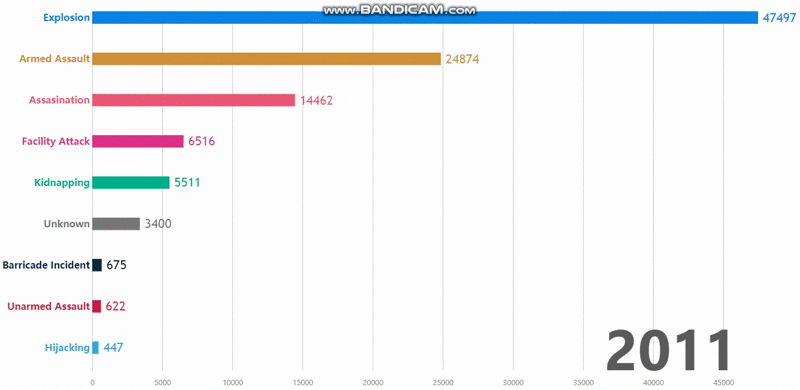 www.BANDICAM.com
Explosion 47497
Armed Assault 24874
Assasination 14462
Facility Attack 6516
Kidnapping 5511
Unknown 3400
Barricade Incident 675
Unarmed Assault 622
Hijacking 447
2011
0 5000 10000 15000 20000 25000 30000 35000 40000 45000